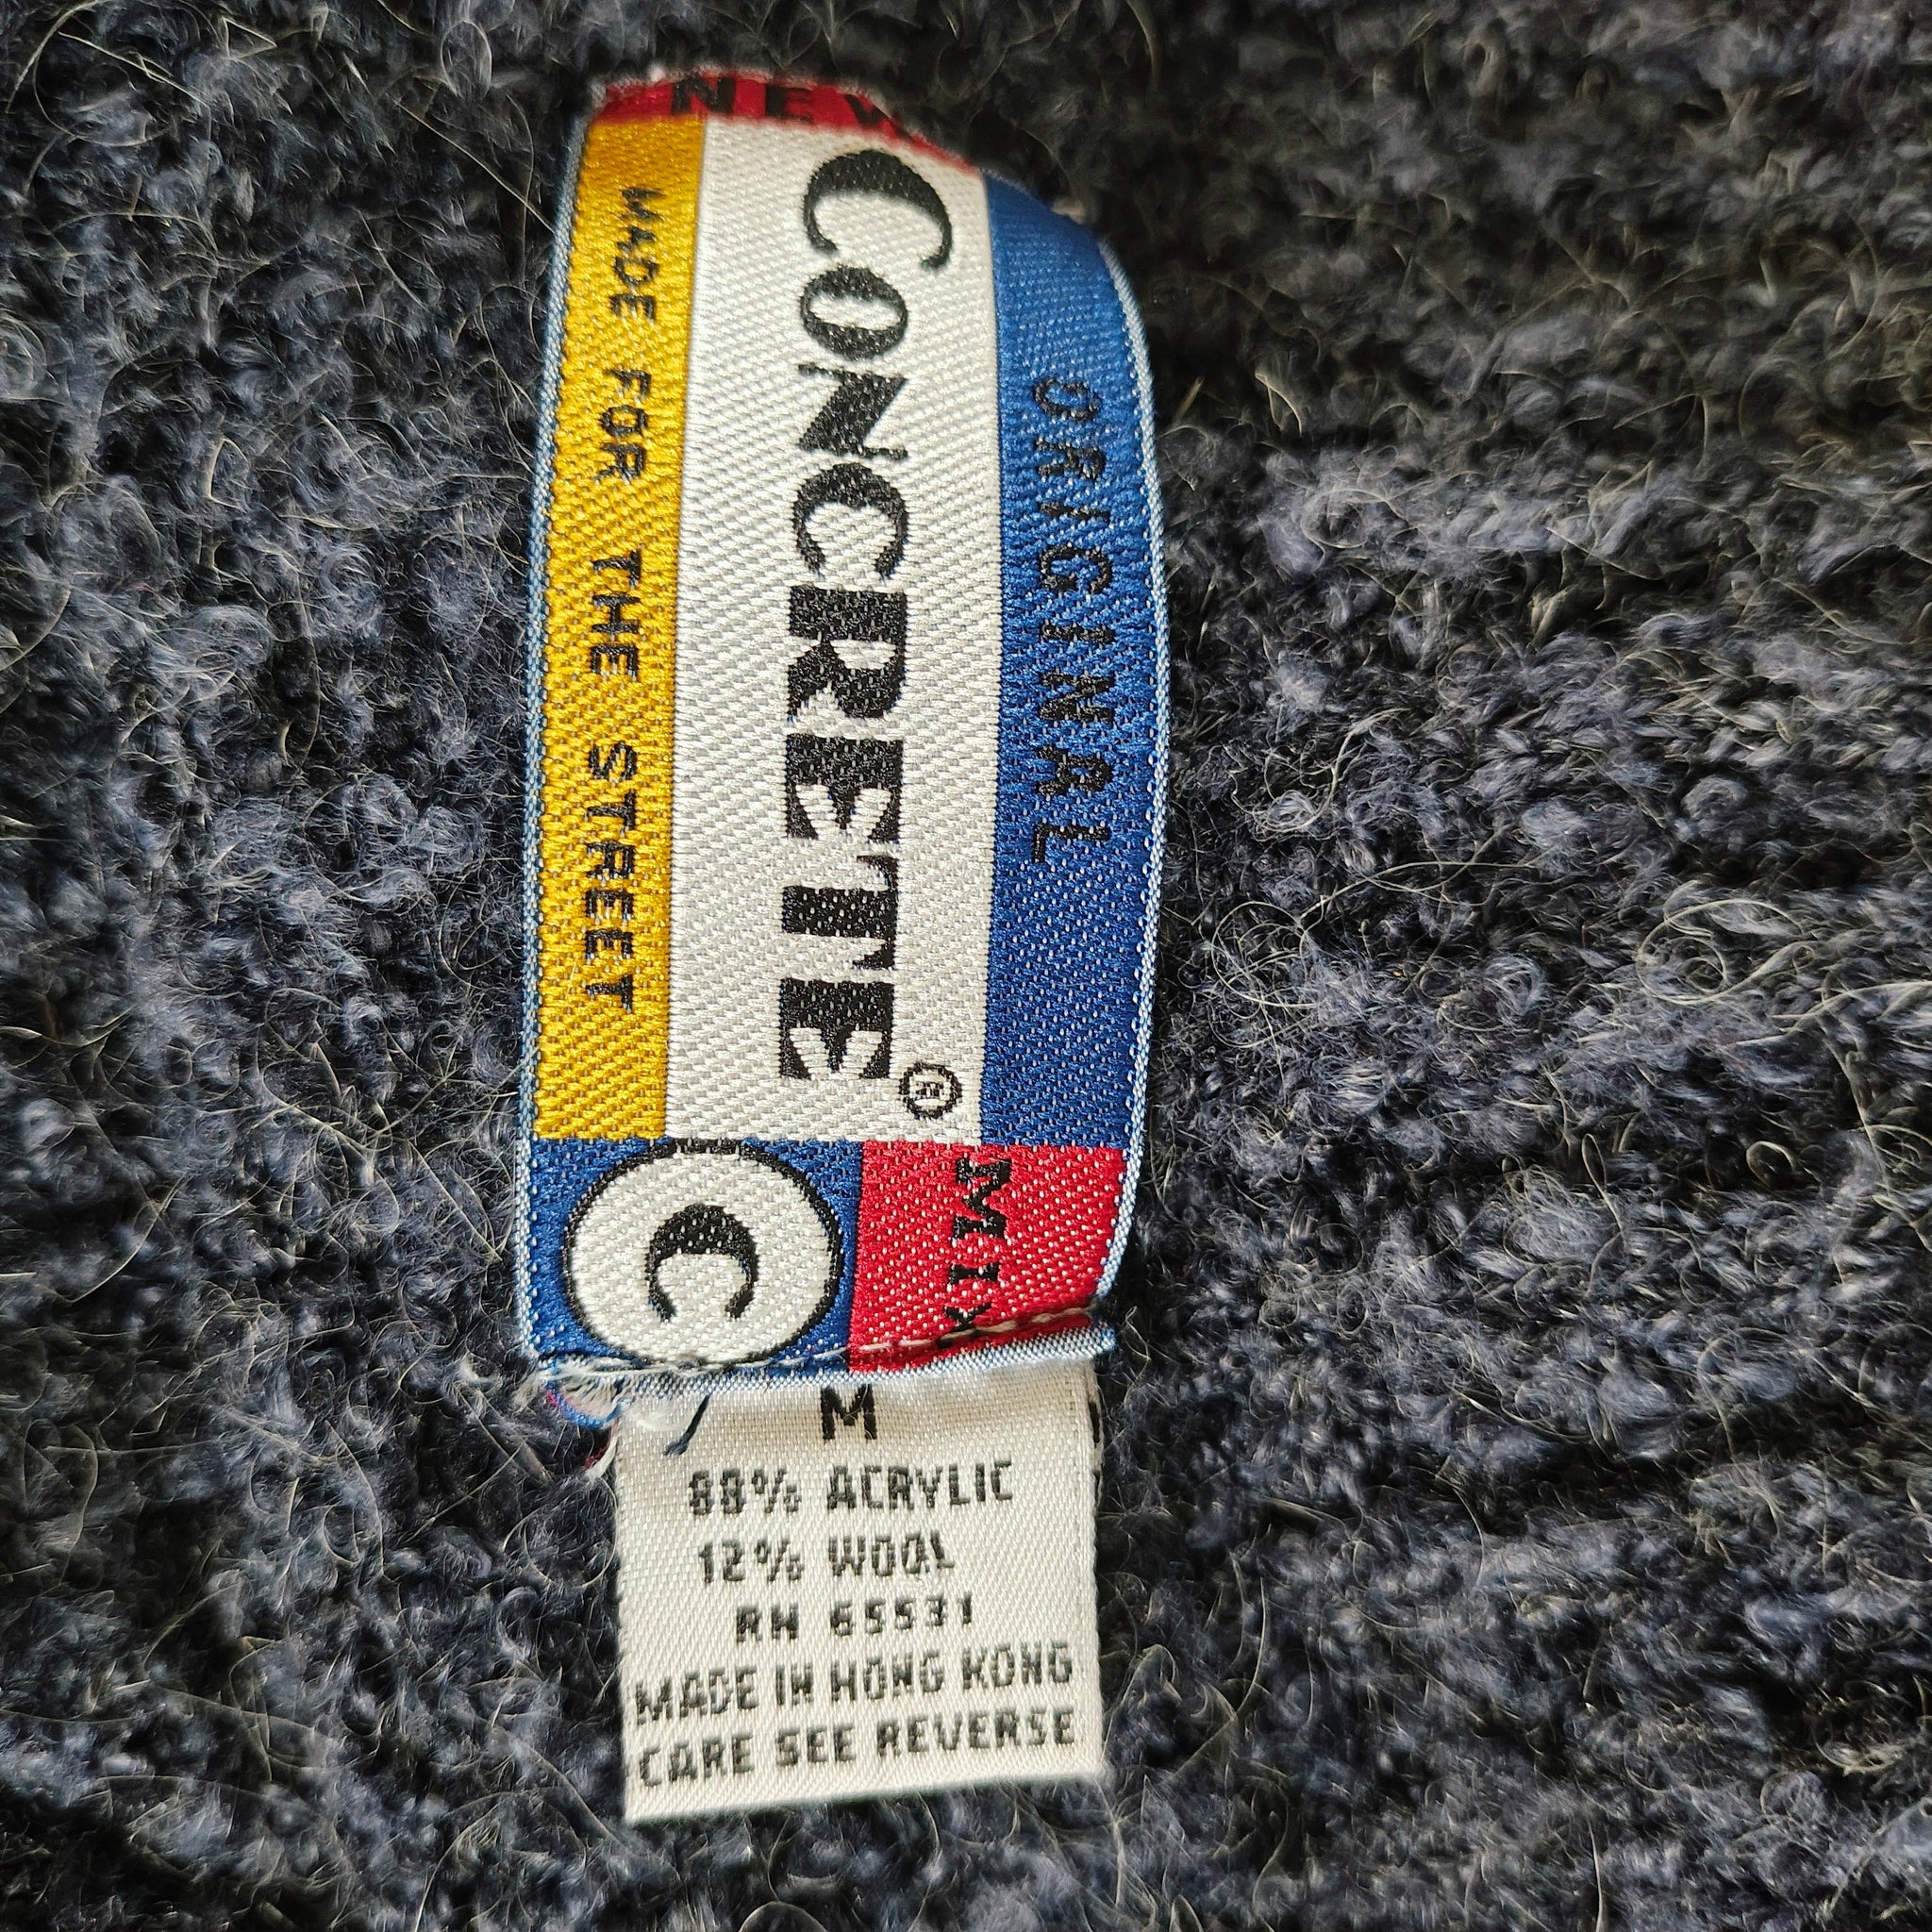 NEW
ORIGINAL
CONCRETE®
MADE FOR THE STREET
MIX
C
M
88% ACRYLIC
12% WOOL
RN 65531
MADE IN HONG KONG
CARE SEE REVERSE